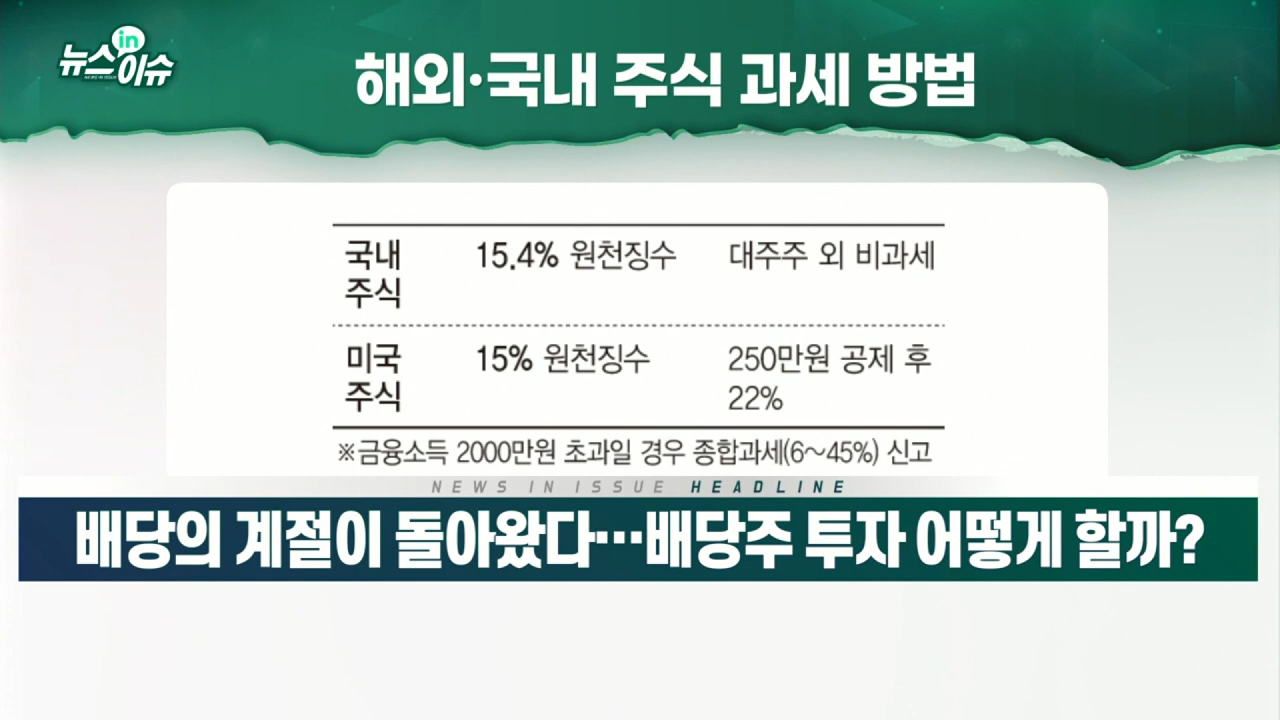 뉴스in이슈
NEWS IN ISSUE
해외·국내 주식 과세 방법
국내 주식 15.4% 원천징수 대주주 외 비과세
미국 주식 15% 원천징수 250만원 공제 후 22%
※금융소득 2000만원 초과일 경우 종합과세(6~45%) 신고
NEWS IN ISSUE HEADLINE
배당의 계절이 돌아왔다…배당주 투자 어떻게 할까?